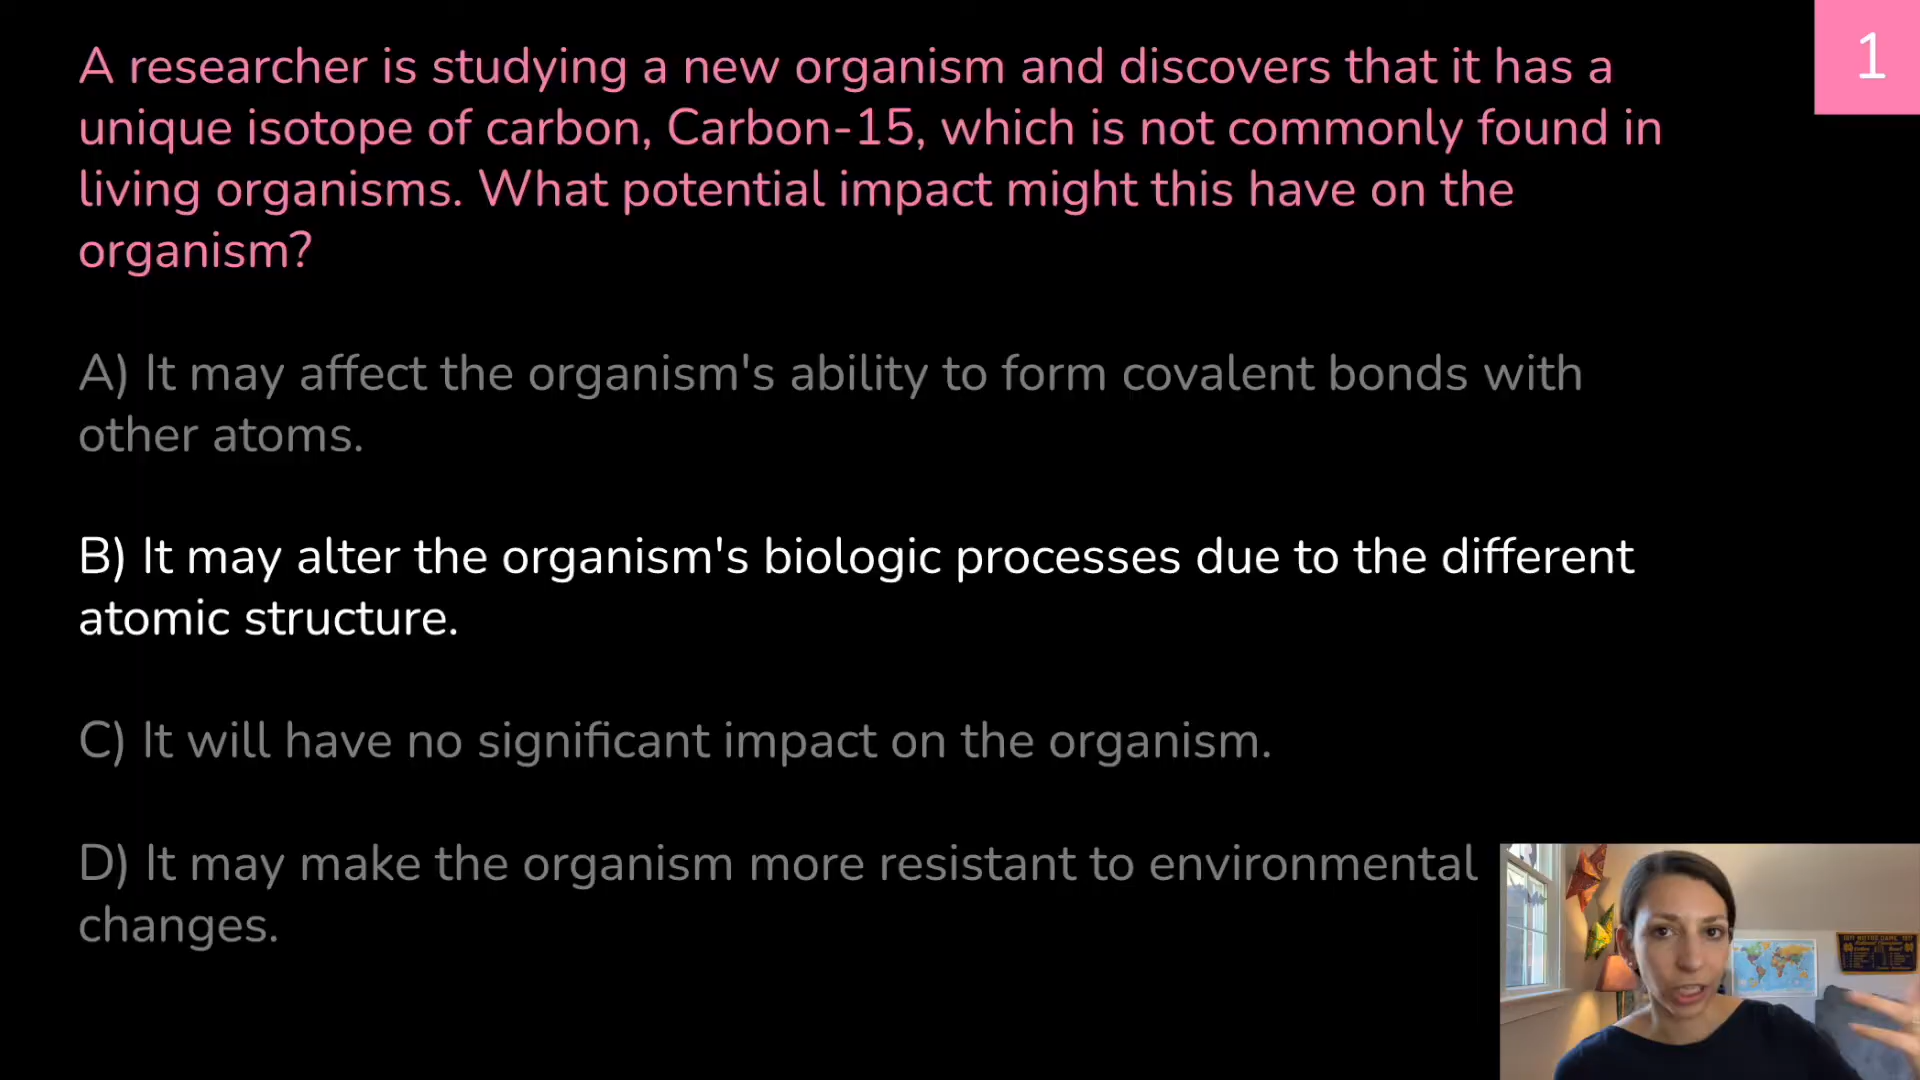 1
A researcher is studying a new organism and discovers that it has a
unique isotope of carbon, Carbon-15, which is not commonly found in
living organisms. What potential impact might this have on the
organism?
A) It may affect the organism's ability to form covalent bonds with
other atoms.
B) It may alter the organism's biologic processes due to the different
atomic structure.
C) It will have no significant impact on the organism.
D) It may make the organism more resistant to environmental
changes.